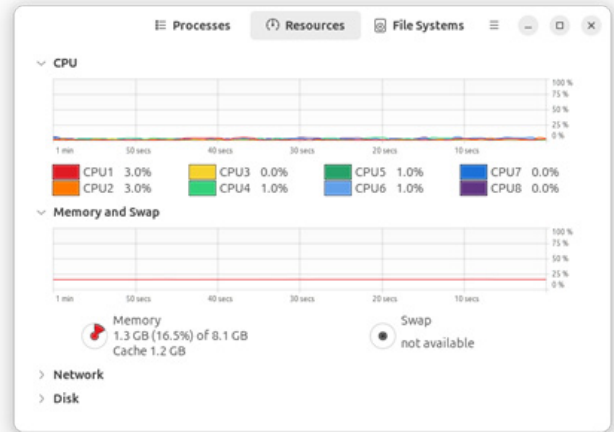 Processes Resources File Systems
CPU
100 %
75 %
50 %
0 %
1 min 50 secs 40 secs 30 secs 20 secs 10 secs
CPU1 3.0% CPU3 0.0% CPU5 1.0% CPU7 0.0%
CPU2 3.0% CPU4 1.0% CPU6 1.0% CPU8 0.0%
Memory and Swap
100 %
75 %
50 %
25 %
0 %
1 min 50 secs 40 secs 30 secs 20 secs 10 secs
Memory
1.3 GB (16.5%) of 8.1 GB
Cache 1.2 GB
Swap
not available
Network
Disk